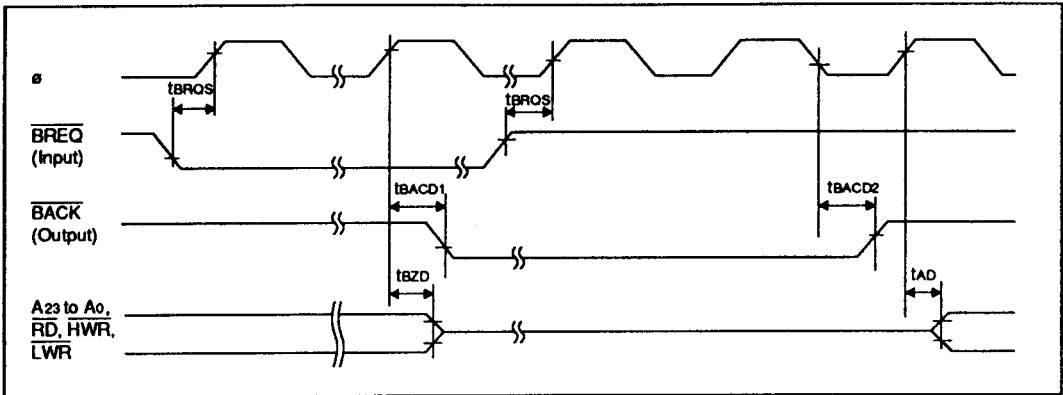 ø
tBRQS
tBRQS
BREQ
(Input)
tBACD1
tBACD2
BACK
(Output)
tBZD
tAD
A23 to A0,
RD, HWR,
LWR